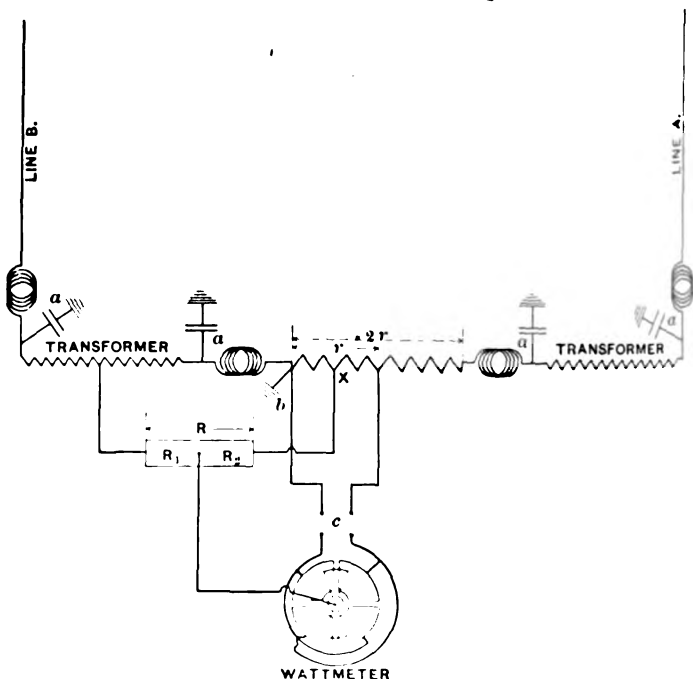 LINE B.
LINE A.
a
a
a
a
TRANSFORMER
TRANSFORMER
2 r
r
X
b
R
R₁ R₂
c
WATTMETER